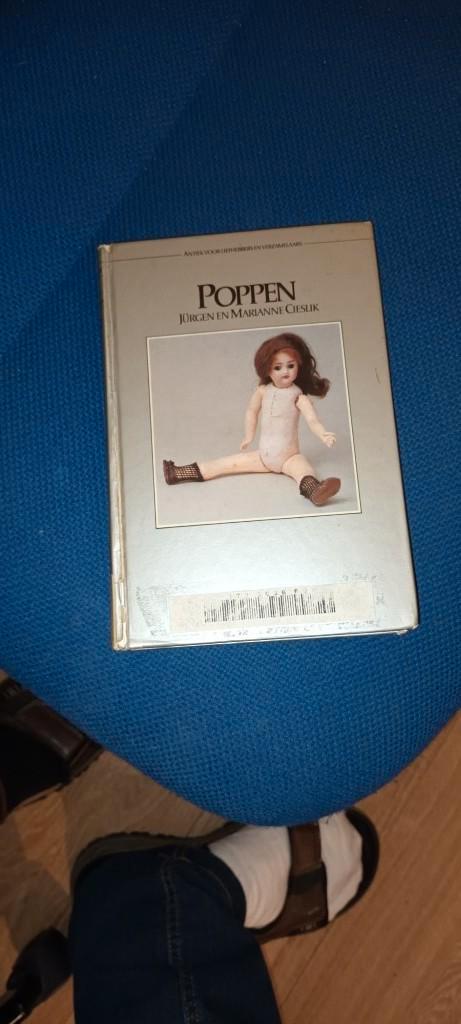 ANTIEK VOOR LIEFHEBBERS EN VERZAMELAARS
POPPEN
JÜRGEN EN MARIANNE CIESLIK